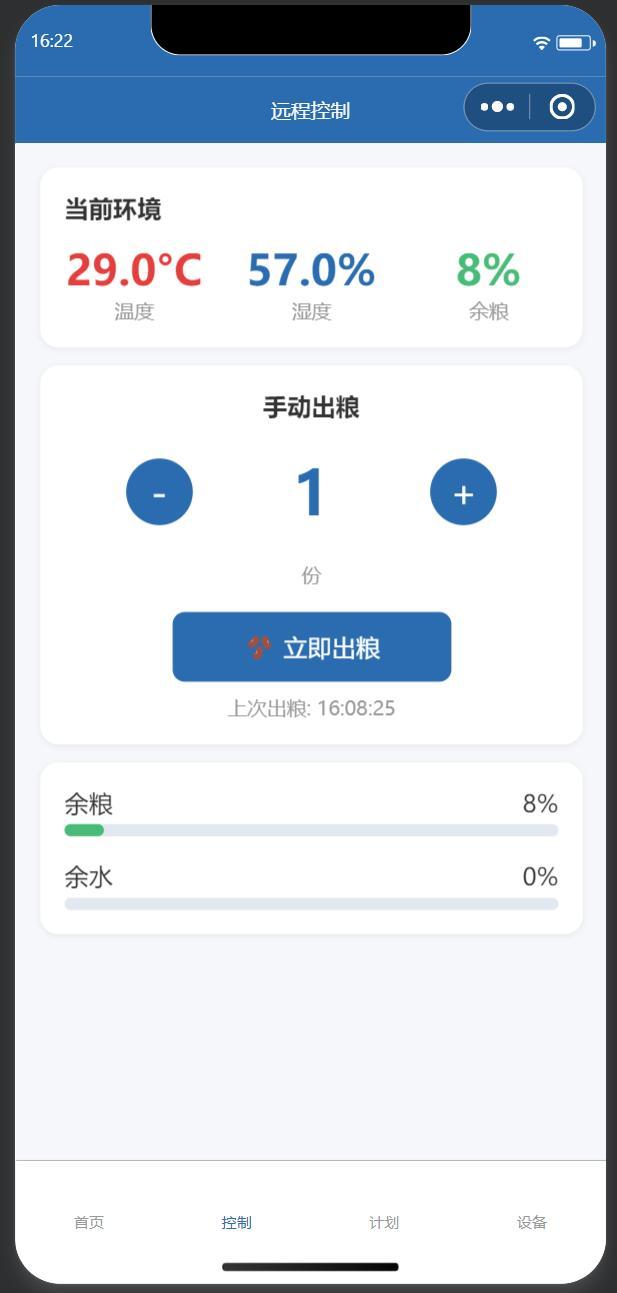 16:22
远程控制
当前环境
29.0°C 57.0% 8%
温度 湿度 余粮
手动出粮
- 1 +
份
立即出粮
上次出粮: 16:08:25
余粮 8%
余水 0%
首页 控制 计划 设备